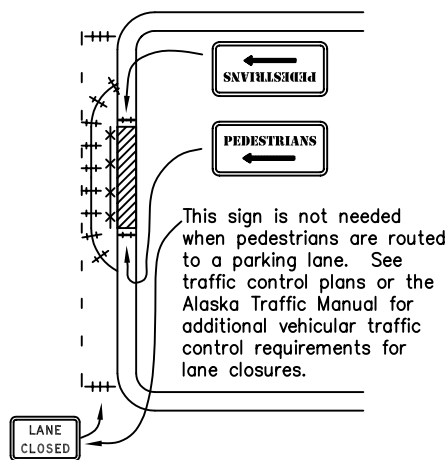 PEDESTRIANS
PEDESTRIANS
This sign is not needed
when pedestrians are routed
to a parking lane.  See
traffic control plans or the
Alaska Traffic Manual for
additional vehicular traffic
control requirements for
lane closures.
LANE
CLOSED